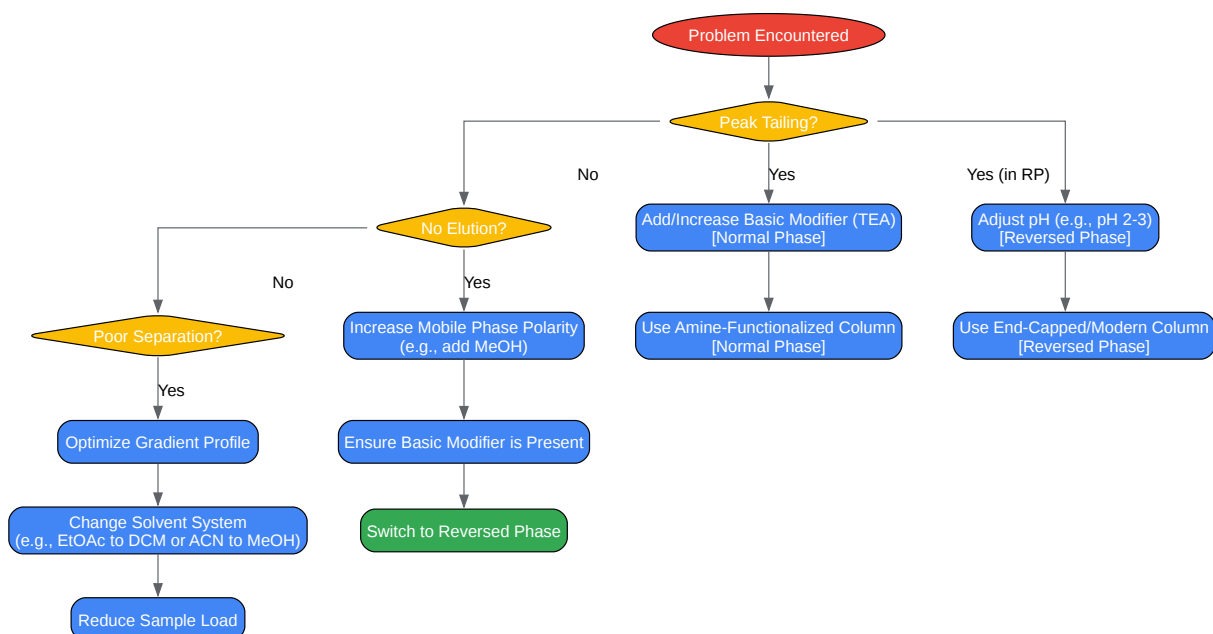 Problem Encountered
Peak Tailing?
No
Yes
Yes (in RP)
No Elution?
Add/Increase Basic Modifier (TEA)
[Normal Phase]
Adjust pH (e.g., pH 2-3)
[Reversed Phase]
No
Yes
Poor Separation?
Increase Mobile Phase Polarity
(e.g., add MeOH)
Use Amine-Functionalized Column
[Normal Phase]
Use End-Capped/Modern Column
[Reversed Phase]
Yes
Optimize Gradient Profile
Ensure Basic Modifier is Present
Change Solvent System
(e.g., EtOAc to DCM or ACN to MeOH)
Switch to Reversed Phase
Reduce Sample Load